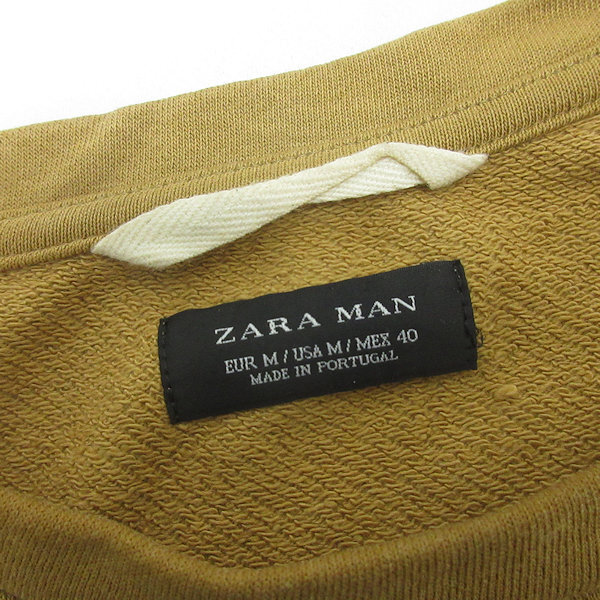 ZARA MAN
EUR M / USA M / MEX 40
MADE IN PORTUGAL